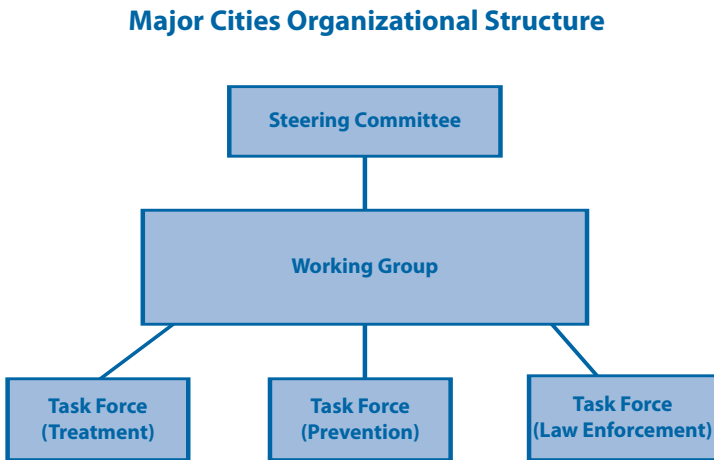 Major Cities Organizational Structure
Steering Committee
Working Group
Task Force
(Treatment)
Task Force
(Prevention)
Task Force
(Law Enforcement)